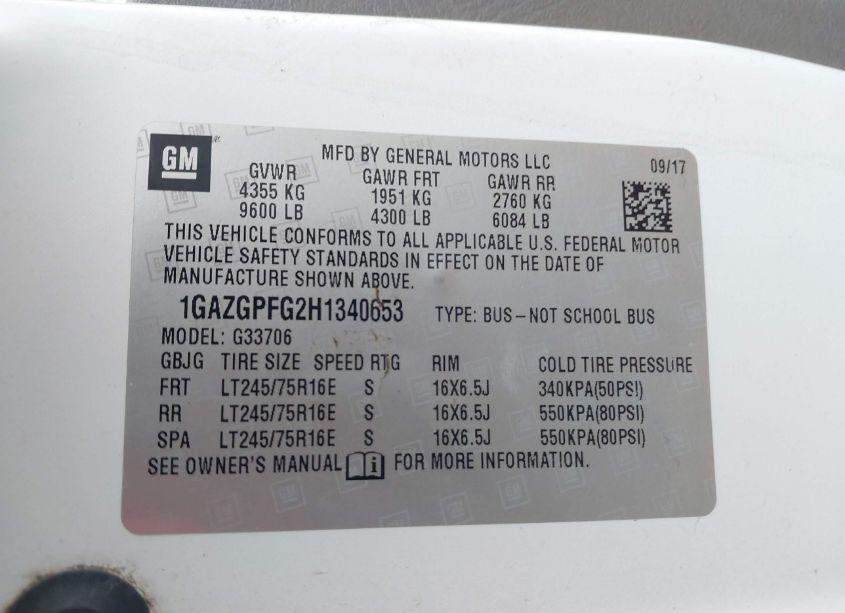 GM
MFD BY GENERAL MOTORS LLC
09/17
GVWR GAWR FRT GAWR RR
4355 KG 1951 KG 2760 KG
9600 LB 4300 LB 6084 LB
THIS VEHICLE CONFORMS TO ALL APPLICABLE U.S. FEDERAL MOTOR
VEHICLE SAFETY STANDARDS IN EFFECT ON THE DATE OF
MANUFACTURE SHOWN ABOVE.
1GAZGPFG2H1340653 TYPE: BUS-NOT SCHOOL BUS
MODEL: G33706
GBJG TIRE SIZE SPEED RTG RIM COLD TIRE PRESSURE
FRT LT245/75R16E S 16X6.5J 340KPA(50PSI)
RR LT245/75R16E S 16X6.5J 550KPA(80PSI)
SPA LT245/75R16E S 16X6.5J 550KPA(80PSI)
SEE OWNER'S MANUAL i FOR MORE INFORMATION.